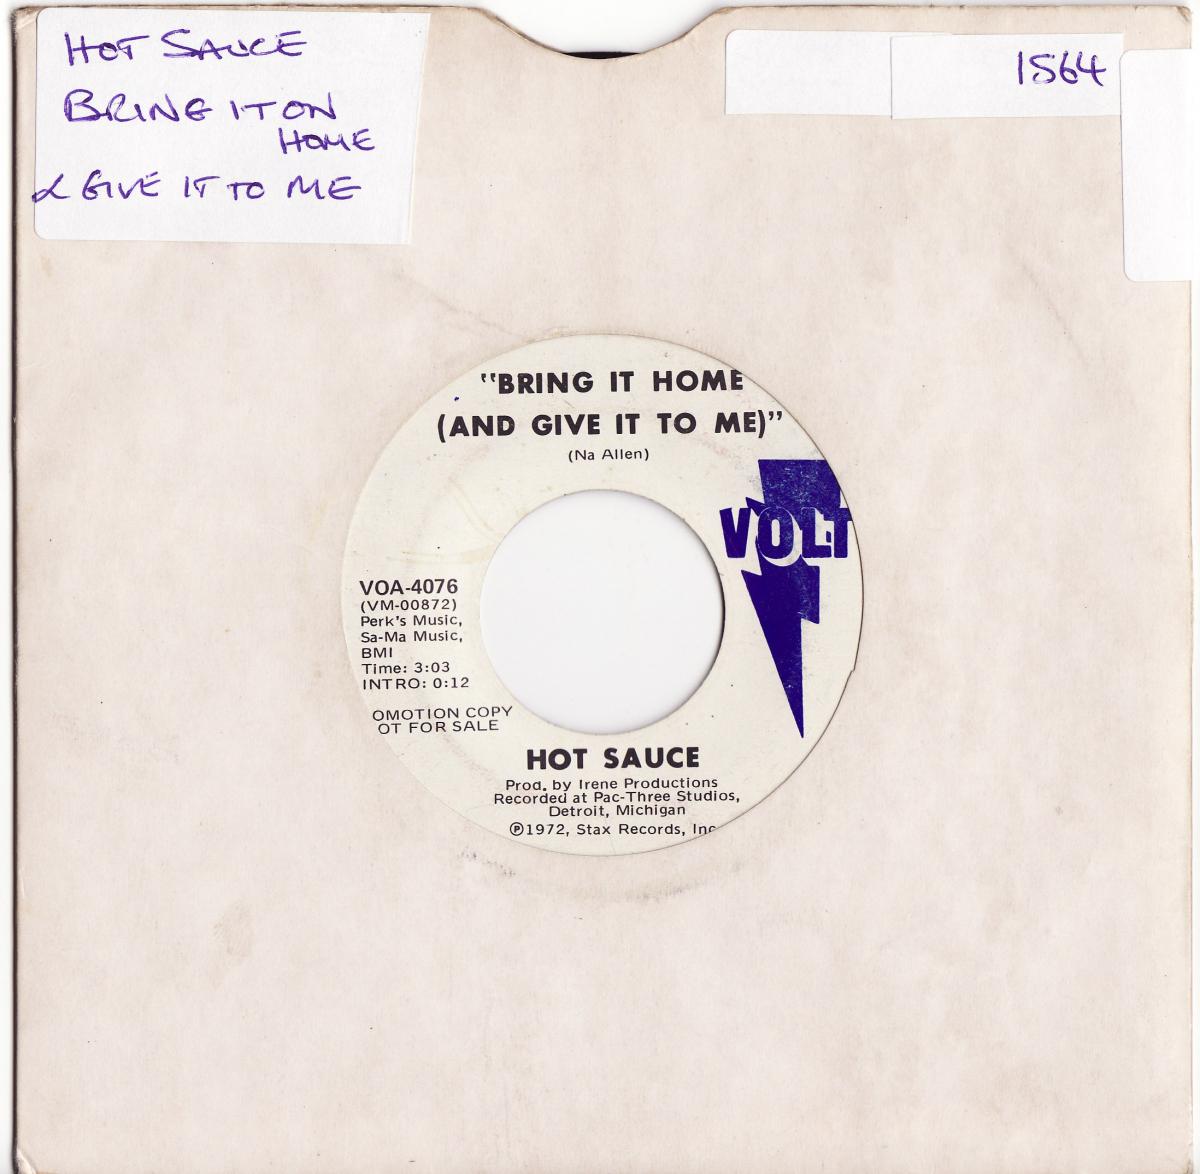 HOT SAUCE
BRING IT ON
HOME
& GIVE IT TO ME
1564
"BRING IT HOME
(AND GIVE IT TO ME)"
(Na Allen)
VOLT
VOA-4076
(VM-00872)
Perk's Music,
Sa-Ma Music,
BMI
Time: 3:03
INTRO: 0:12
OMOTION COPY
OT FOR SALE
HOT SAUCE
Prod. by Irene Productions
Recorded at Pac-Three Studios,
Detroit, Michigan
℗1972, Stax Records, Inc